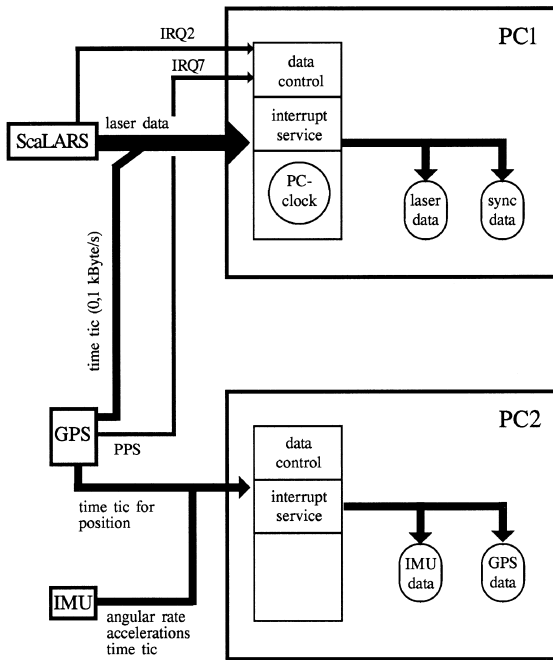 PC1
IRQ2
IRQ7
data
control
laser data
interrupt
service
ScaLARS
PC-
clock
laser
data
sync
data
time tic (0,1 kByte/s)
PC2
GPS
PPS
data
control
time tic for
position
interrupt
service
IMU
data
GPS
data
IMU
angular rate
accelerations
time tic